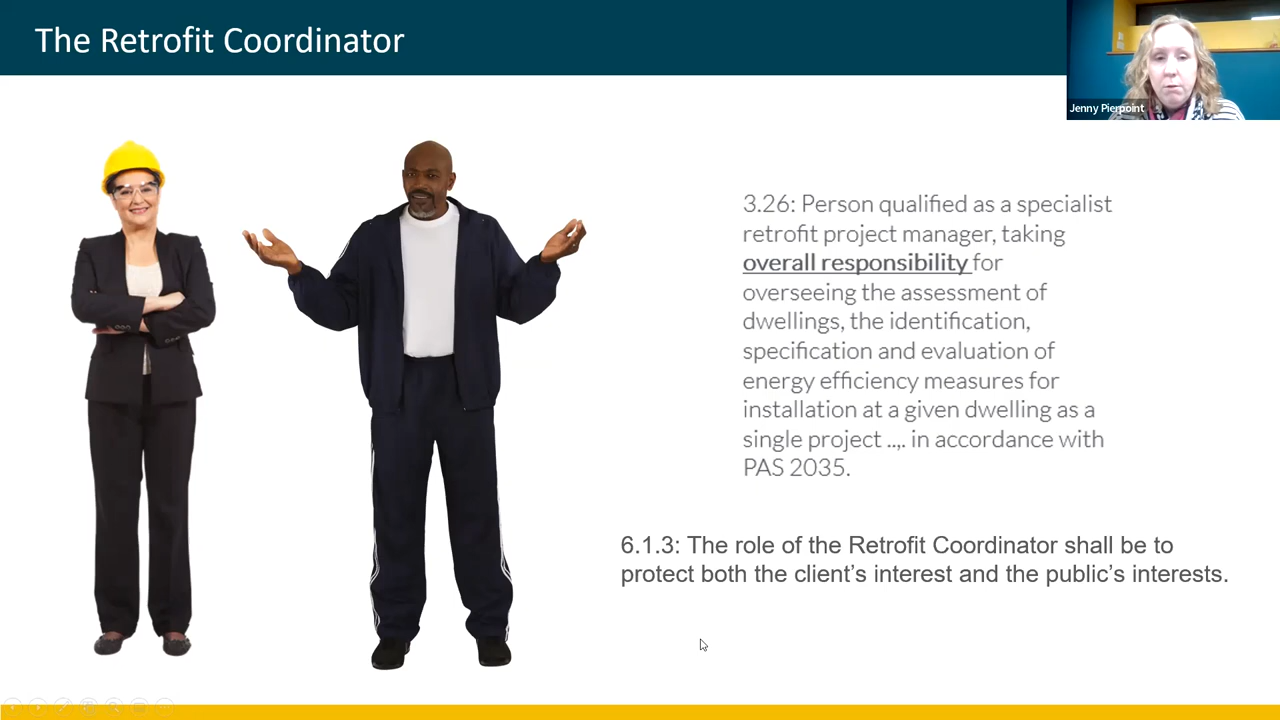 The Retrofit Coordinator
Jenny Pierpoint
3.26: Person qualified as a specialist
retrofit project manager, taking
overall responsibility for
overseeing the assessment of
dwellings, the identification,
specification and evaluation of
energy efficiency measures for
installation at a given dwelling as a
single project ..,. in accordance with
PAS 2035.
6.1.3: The role of the Retrofit Coordinator shall be to
protect both the client’s interest and the public’s interests.